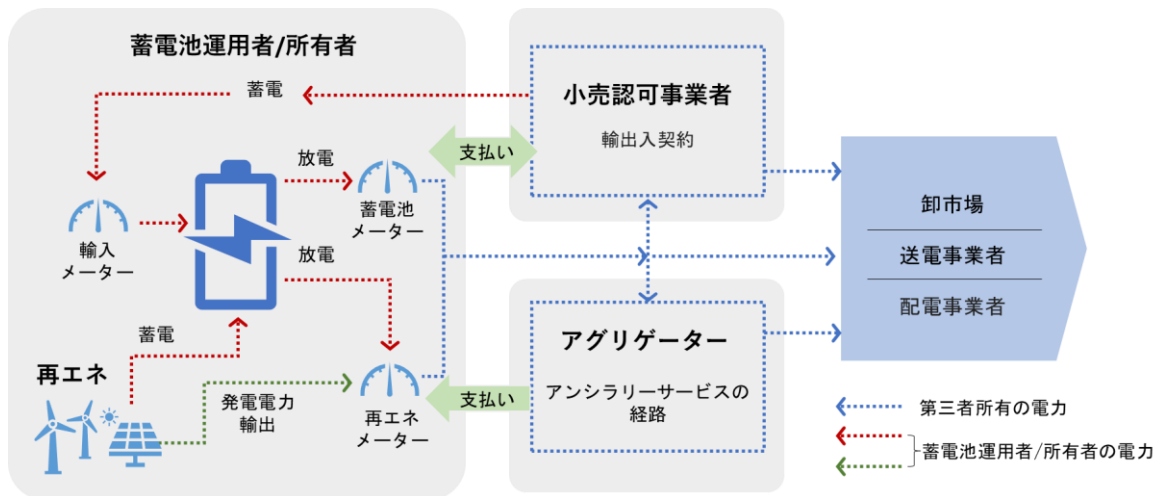 蓄電池運用者/所有者
蓄電
放電
蓄電池
メーター
輸入
メーター
放電
蓄電
再エネ
発電電力
輸出
再エネ
メーター
支払い
支払い
小売認可事業者
輸出入契約
アグリゲーター
アンシラリーサービスの
経路
卸市場
送電事業者
配電事業者
第三者所有の電力
蓄電池運用者/所有者の電力